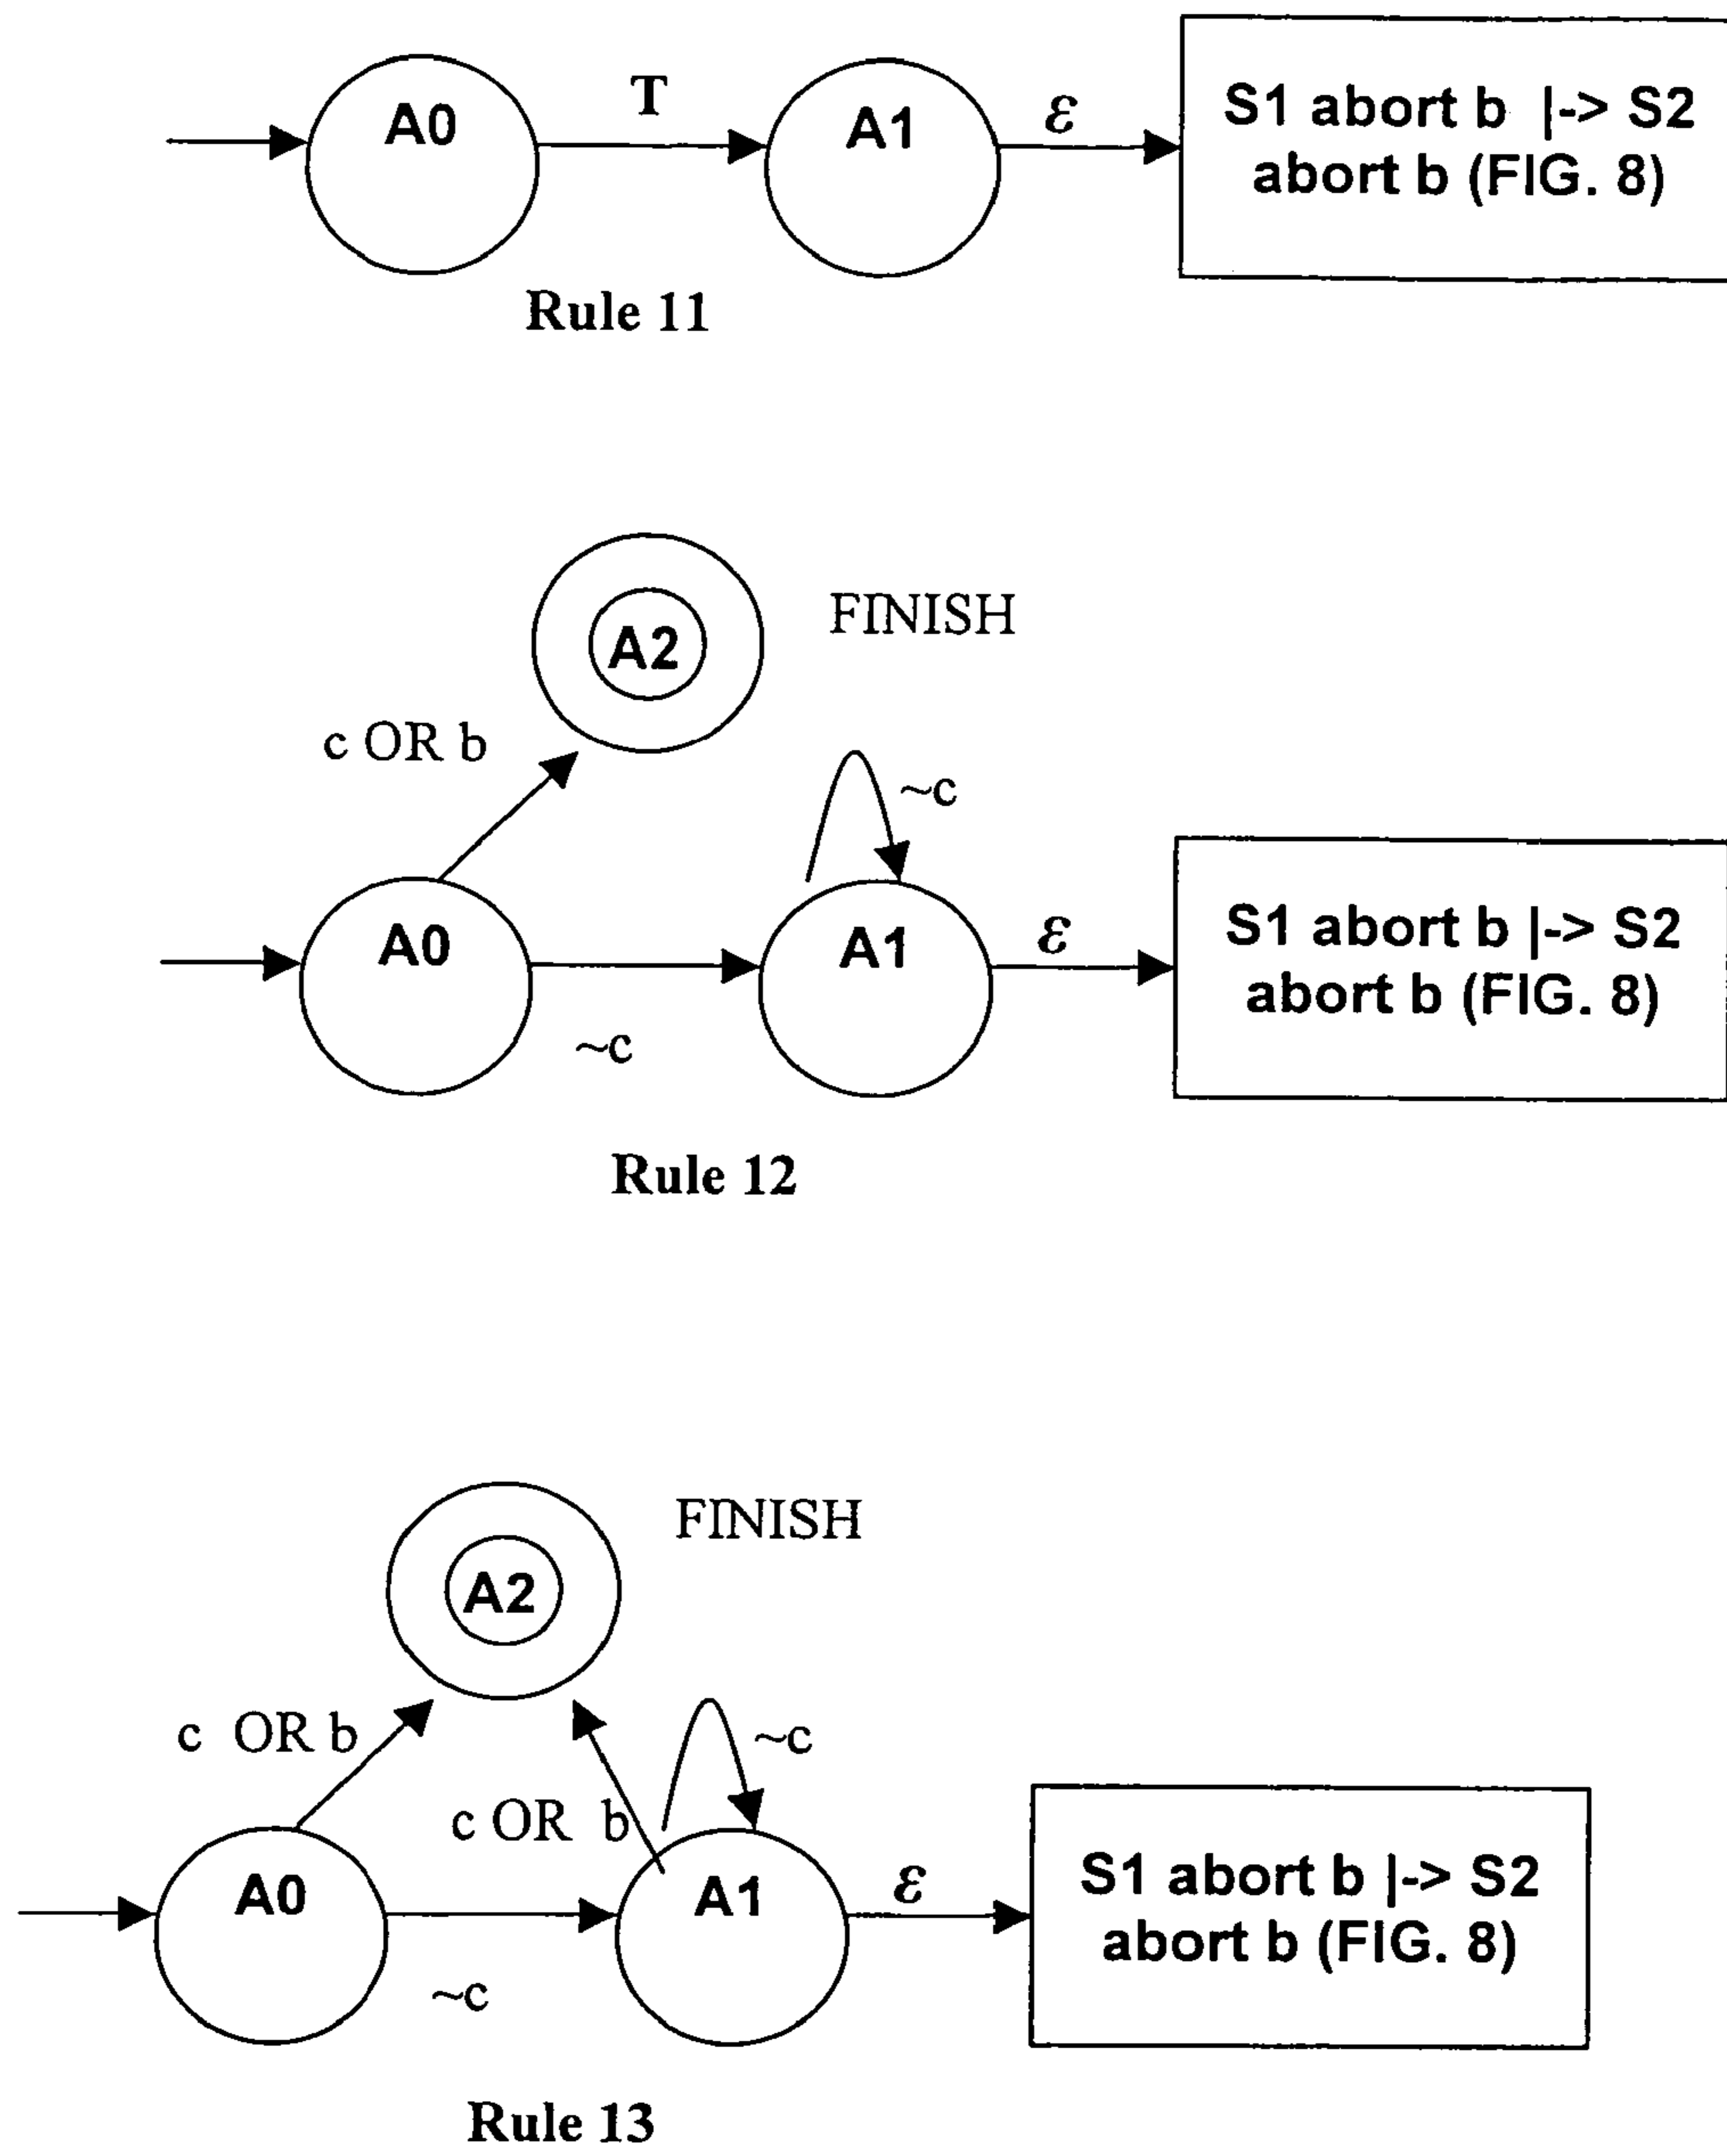 A0
T
A1
ε
S1 abort b |-> S2
abort b (FIG. 8)
Rule 11
A2
FINISH
c OR b
~c
A0
A1
ε
S1 abort b |-> S2
abort b (FIG. 8)
~c
Rule 12
A2
FINISH
c OR b
~c
c OR b
A0
A1
ε
S1 abort b |-> S2
abort b (FIG. 8)
~c
Rule 13